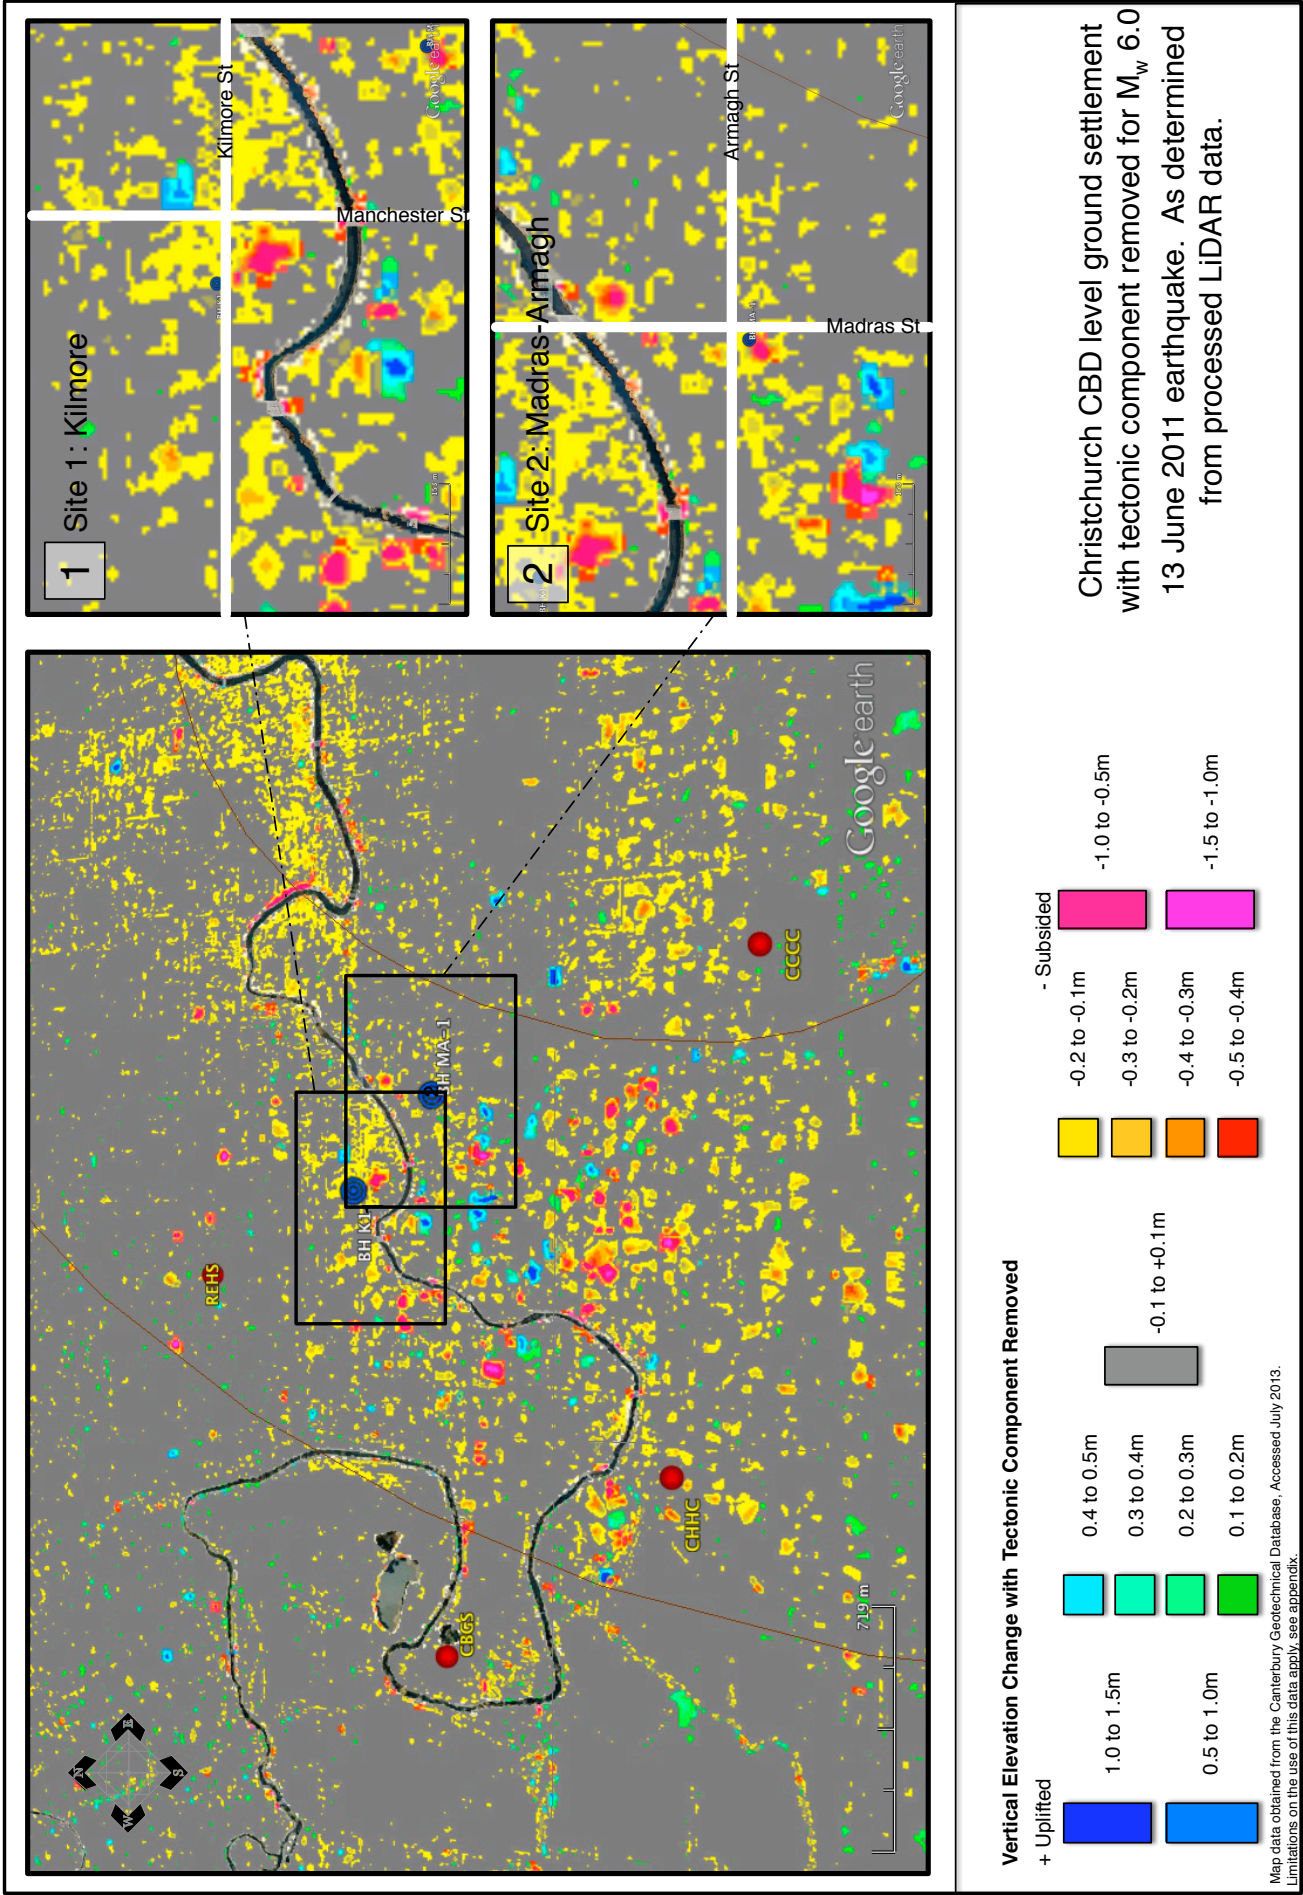 N
W
E
S
REHS
BH K1
BH MA-1
CBGS
CHHC
CCCC
719 m
Google earth
1
Site 1: Kilmore
Kilmore St
Manchester St
Google earth
2
Site 2: Madras-Armagh
Armagh St
Madras St
Google earth
Vertical Elevation Change with Tectonic Component Removed
+ Uplifted
- Subsided
1.0 to 1.5m
0.5 to 1.0m
0.4 to 0.5m
0.3 to 0.4m
0.2 to 0.3m
0.1 to 0.2m
-0.1 to +0.1m
-0.2 to -0.1m
-0.3 to -0.2m
-0.4 to -0.3m
-0.5 to -0.4m
-1.0 to -0.5m
-1.5 to -1.0m
Christchurch CBD level ground settlement
with tectonic component removed for Mw 6.0
13 June 2011 earthquake. As determined
from processed LiDAR data.
Map data obtained from the Canterbury Geotechnical Database, Accessed July 2013.
Limitations on the use of this data apply, see appendix.